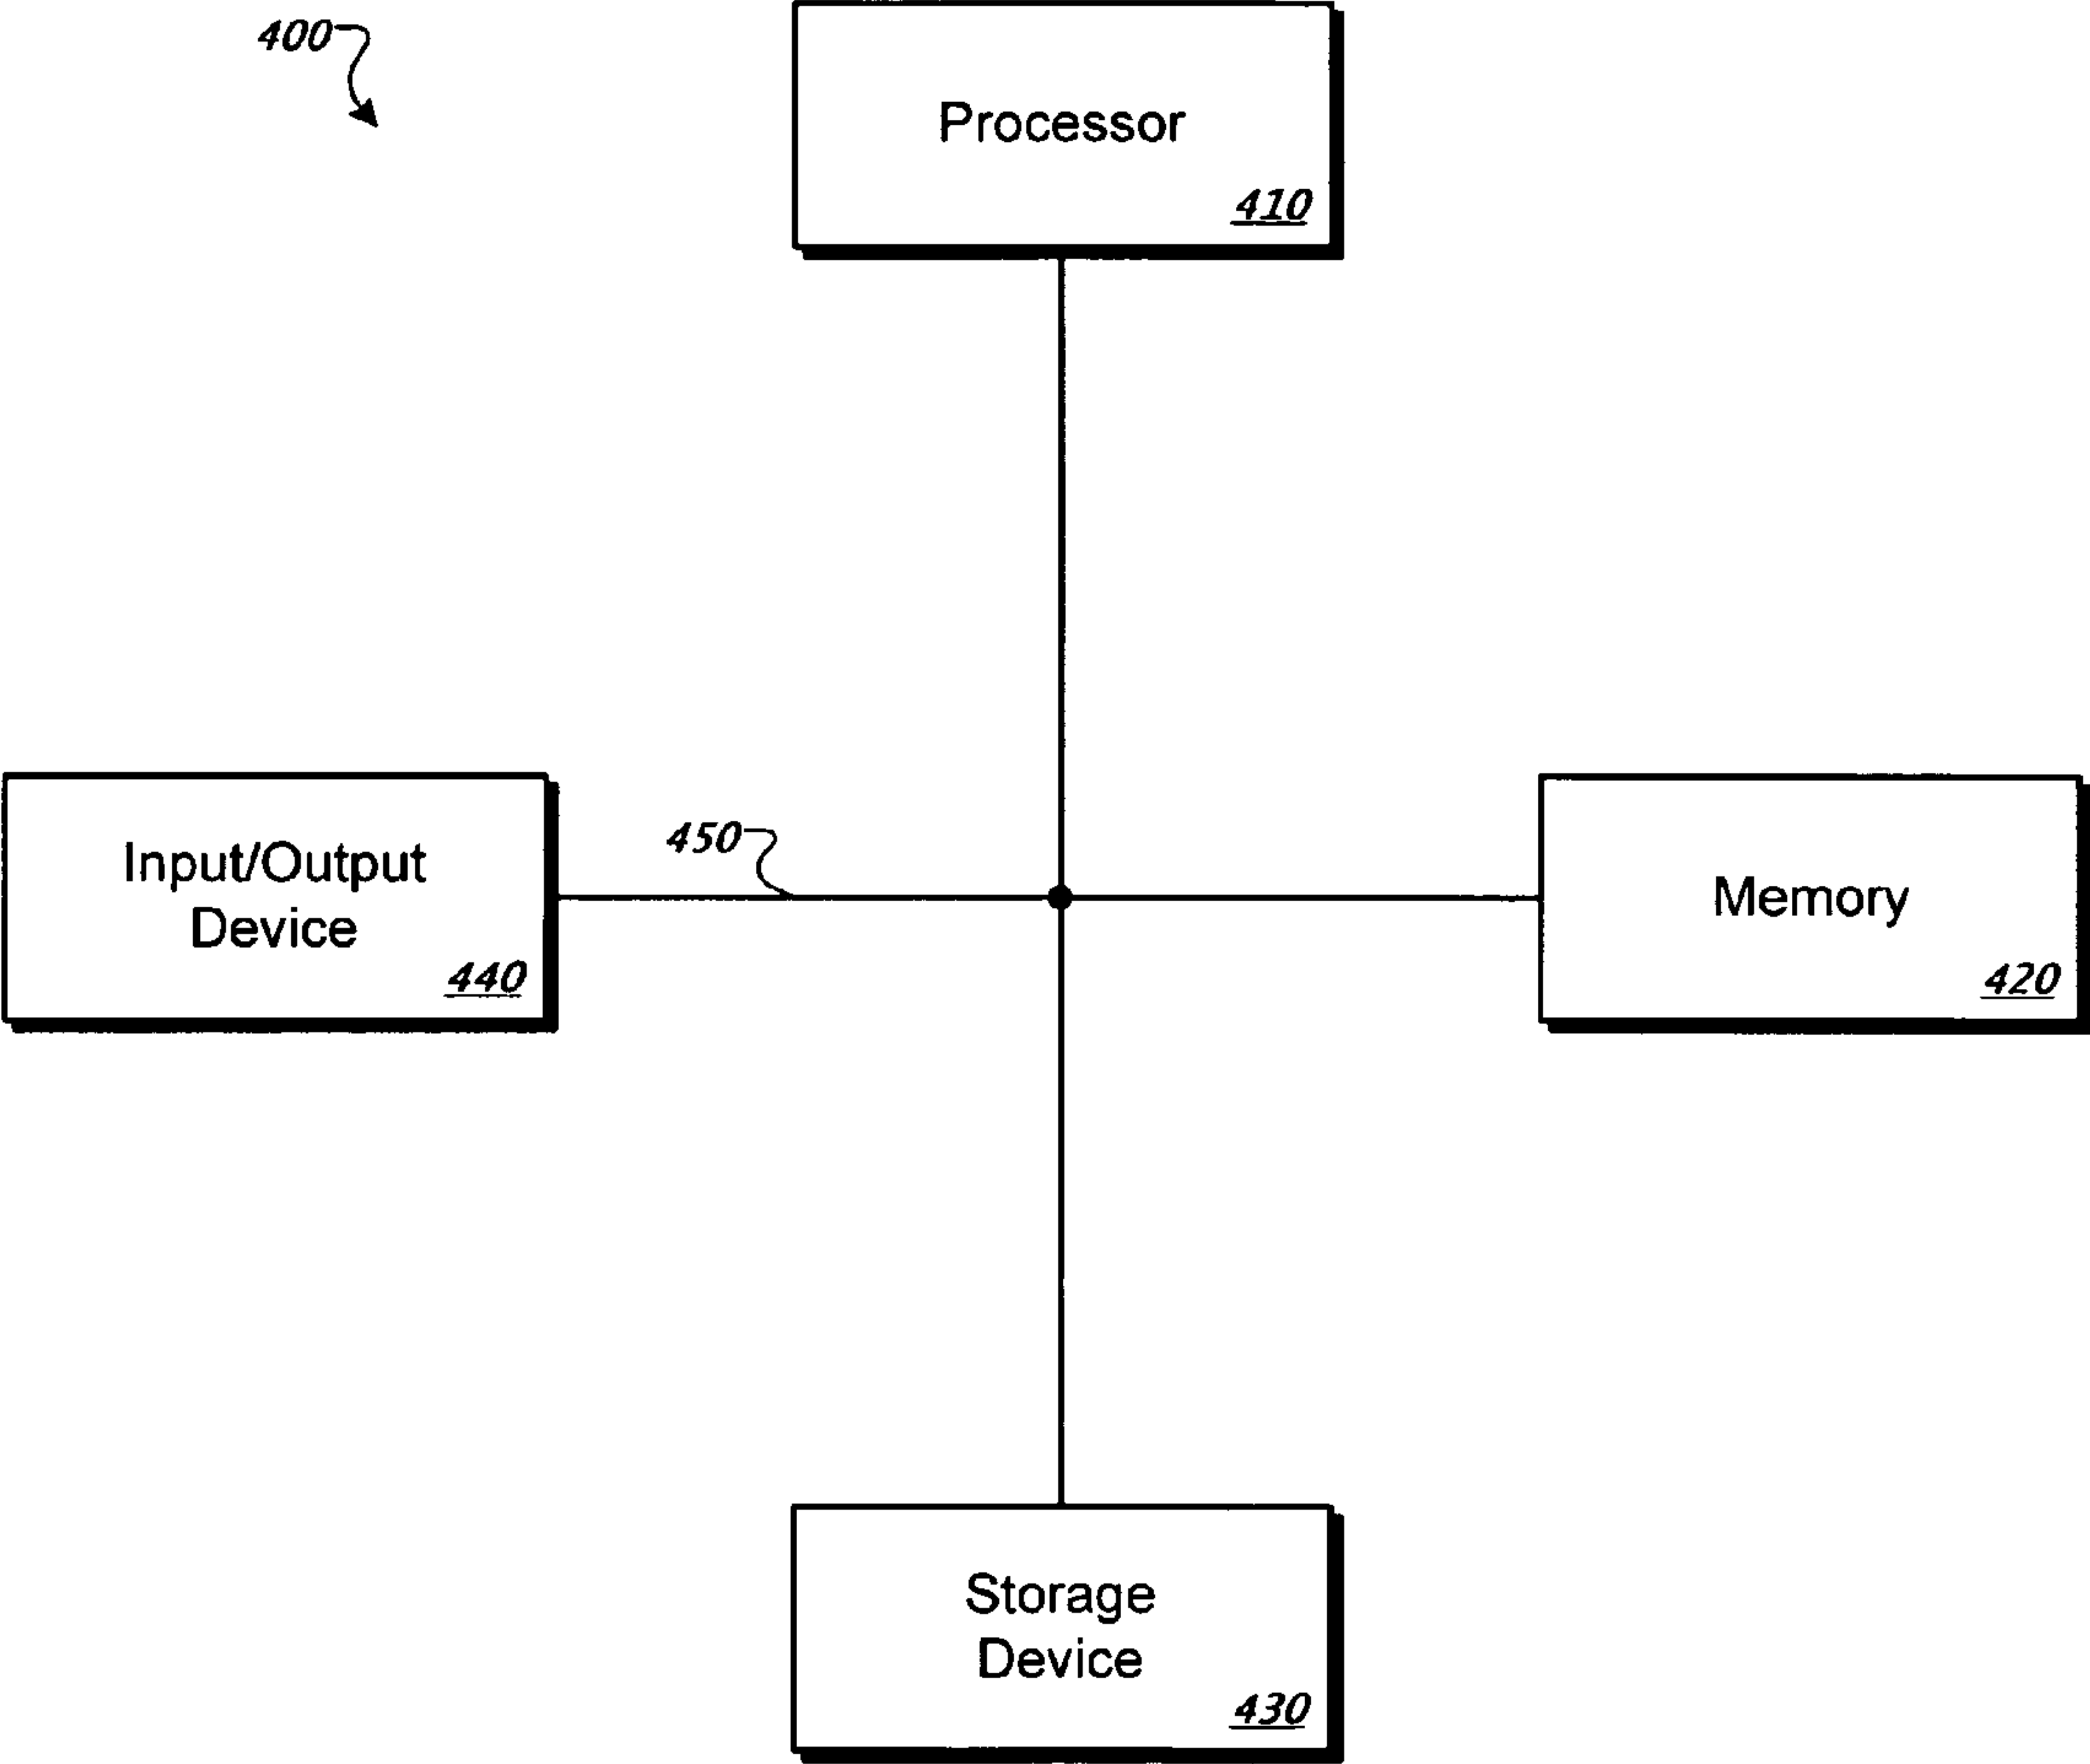 400
Processor
410
Input/Output
Device
440
450
Memory
420
Storage
Device
430